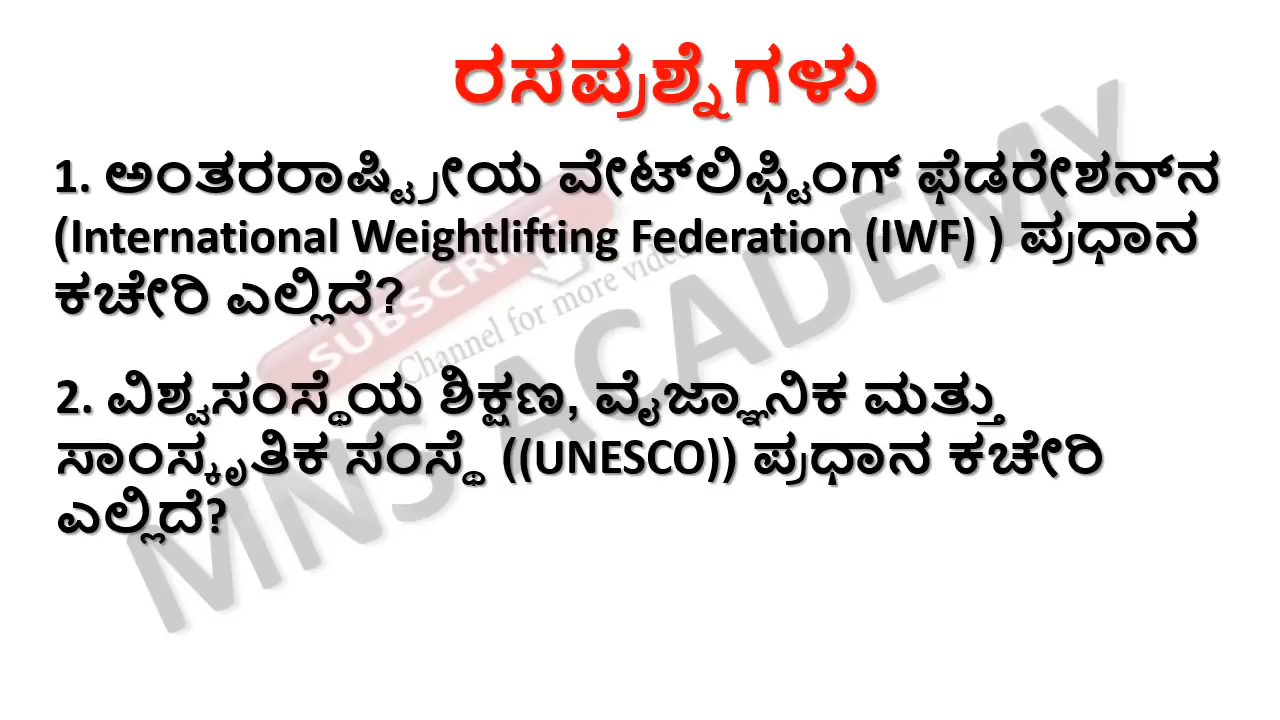 ರಸಪ್ರಶ್ನೆಗಳು
1. ಅಂತರರಾಷ್ಟ್ರೀಯ ವೇಟ್‌ಲಿಫ್ಟಿಂಗ್ ಫೆಡರೇಶನ್‌ನ
(International Weightlifting Federation (IWF) ) ಪ್ರಧಾನ
ಕಚೇರಿ ಎಲ್ಲಿದೆ?
2. ವಿಶ್ವಸಂಸ್ಥೆಯ ಶಿಕ್ಷಣ, ವೈಜ್ಞಾನಿಕ ಮತ್ತು
ಸಾಂಸ್ಕೃತಿಕ ಸಂಸ್ಥೆ ((UNESCO)) ಪ್ರಧಾನ ಕಚೇರಿ
ಎಲ್ಲಿದೆ?
SUBSCRIBE
Channel for more videos
MNS ACADEMY